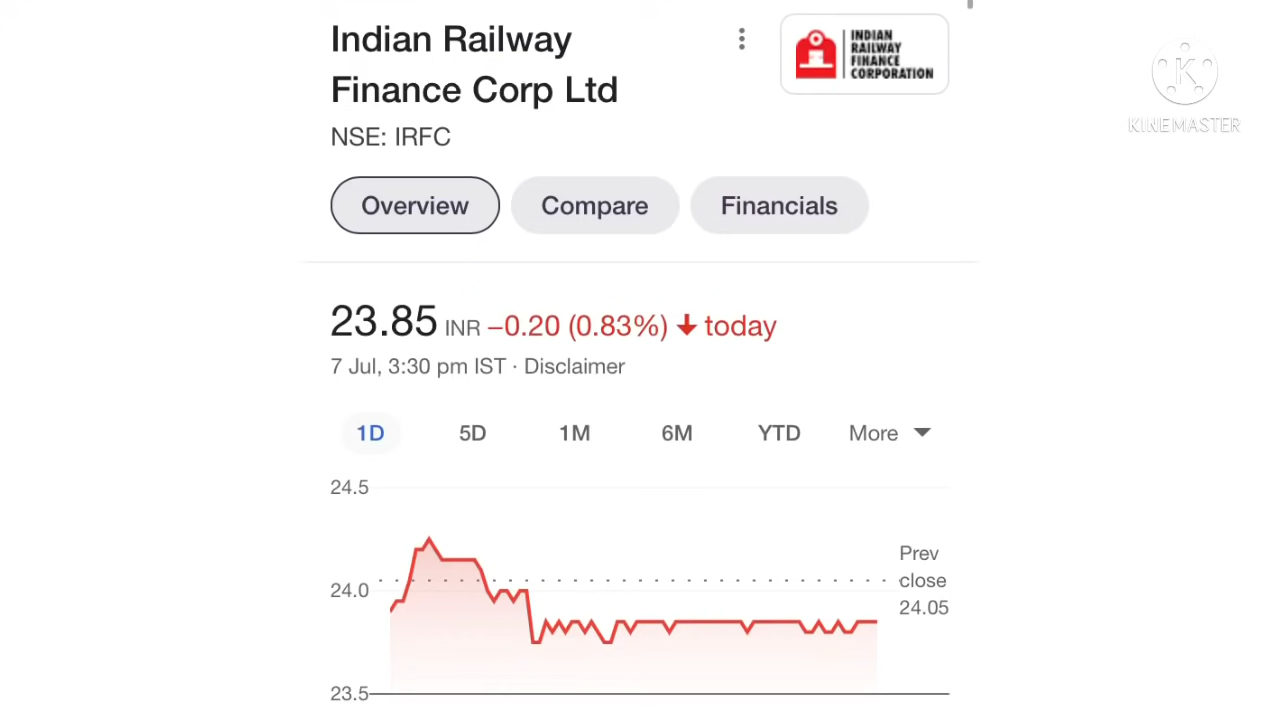 Indian Railway
Finance Corp Ltd
NSE: IRFC
INDIAN
RAILWAY
FINANCE
CORPORATION
K
KINEMASTER
Overview Compare Financials
23.85 INR −0.20 (0.83%) today
7 Jul, 3:30 pm IST · Disclaimer
1D 5D 1M 6M YTD More
24.5
24.0
23.5
Prev
close
24.05